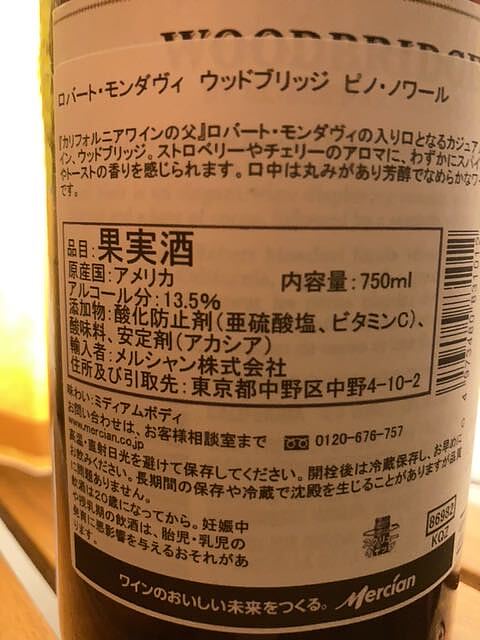 WOODBRIDGE
ロバート・モンダヴィ ウッドブリッジ ピノ・ノワール
『カリフォルニアワインの父』ロバート・モンダヴィの入り口となるカジュア
イン、ウッドブリッジ。ストロベリーやチェリーのアロマに、わずかにスパイ
やトーストの香りを感じられます。口中は丸みがあり芳醇でなめらかなワ
です。
品目：果実酒
原産国：アメリカ 内容量：750ml
アルコール分：13.5%
添加物：酸化防止剤（亜硫酸塩、ビタミンC）、
酸味料、安定剤（アカシア）
輸入者：メルシャン株式会社
住所及び引取先：東京都中野区中野4-10-2
味わい：ミディアムボディ
お問い合わせは、お客様相談室まで 0120-676-757
www.mercian.co.jp
高温・直射日光を避けて保存してください。開栓後は冷蔵保存し、お早めに
お飲みください。長期間の保存や冷蔵で沈殿を生じることがありますが品質
に問題ありません。
飲酒は20歳になってから。妊娠中
や授乳期の飲酒は、胎児・乳児の
発育に悪影響を与えるおそれがあ
ります。
86982
KQZ
ワインのおいしい未来をつくる。 Mercian